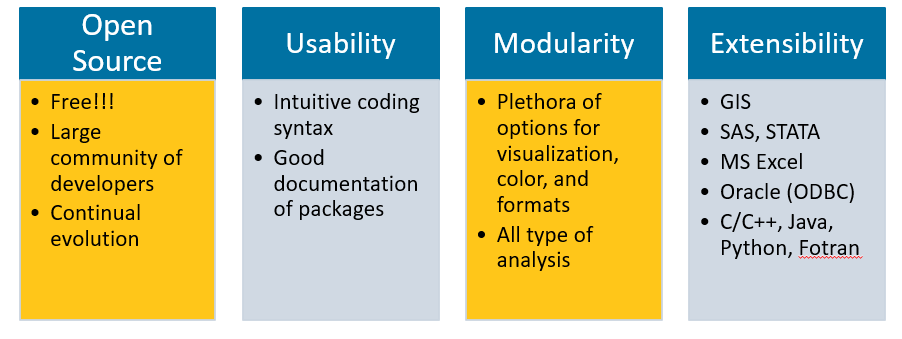 Open
Source
• Free!!!
• Large
community of
developers
• Continual
evolution
Usability
• Intuitive coding
syntax
• Good
documentation
of packages
Modularity
• Plethora of
options for
visualization,
color, and
formats
• All type of
analysis
Extensibility
• GIS
• SAS, STATA
• MS Excel
• Oracle (ODBC)
• C/C++, Java,
Python, Fotran